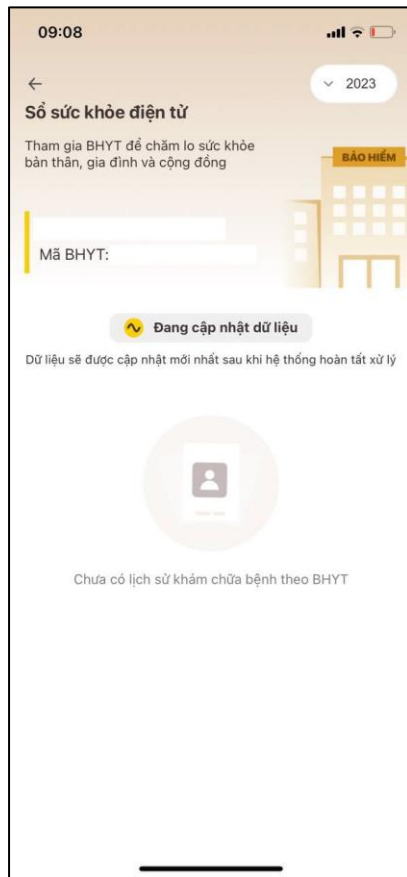 09:08
2023
Sổ sức khỏe điện tử
Tham gia BHYT để chăm lo sức khỏe
bản thân, gia đình và cộng đồng
BẢO HIỂM
Mã BHYT:
Đang cập nhật dữ liệu
Dữ liệu sẽ được cập nhật mới nhất sau khi hệ thống hoàn tất xử lý
Chưa có lịch sử khám chữa bệnh theo BHYT